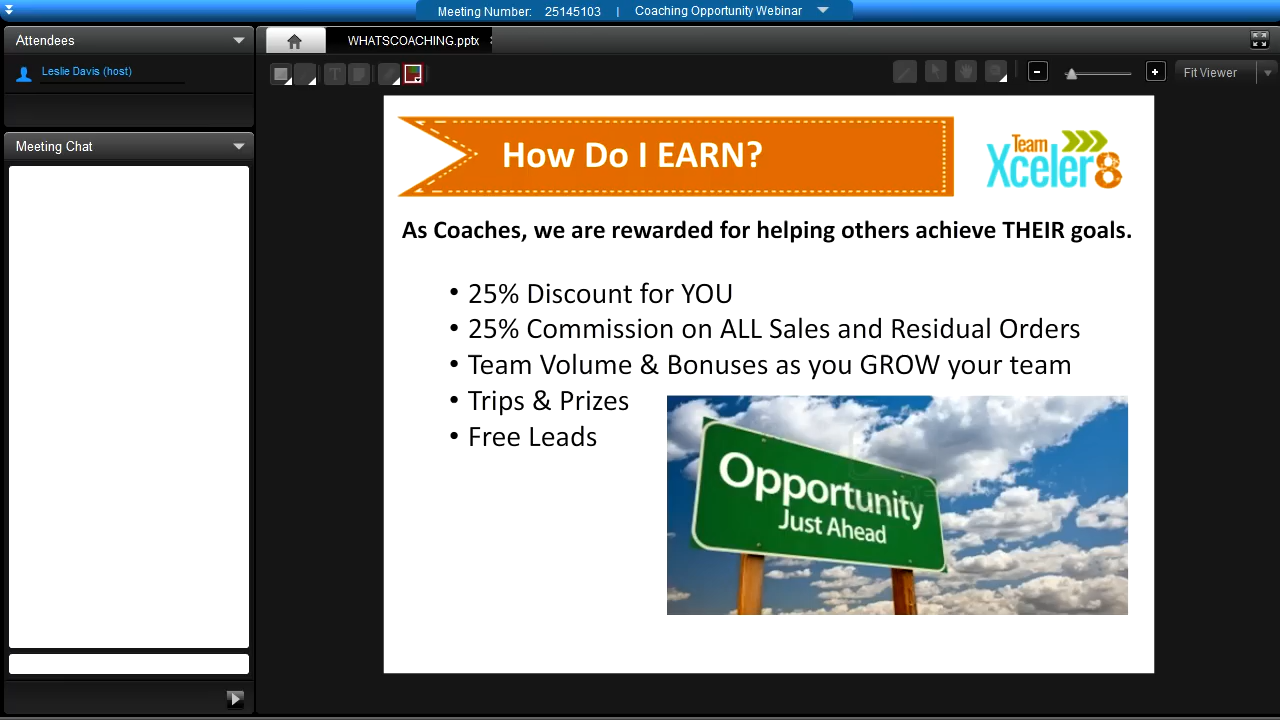 Meeting Number: 25145103 | Coaching Opportunity Webinar
Attendees
Leslie Davis (host)
Meeting Chat
WHATSCOACHING.pptx
Fit Viewer
How Do I EARN?
Team
Xceler8
As Coaches, we are rewarded for helping others achieve THEIR goals.
• 25% Discount for YOU
• 25% Commission on ALL Sales and Residual Orders
• Team Volume & Bonuses as you GROW your team
• Trips & Prizes
• Free Leads
Opportunity
Just Ahead